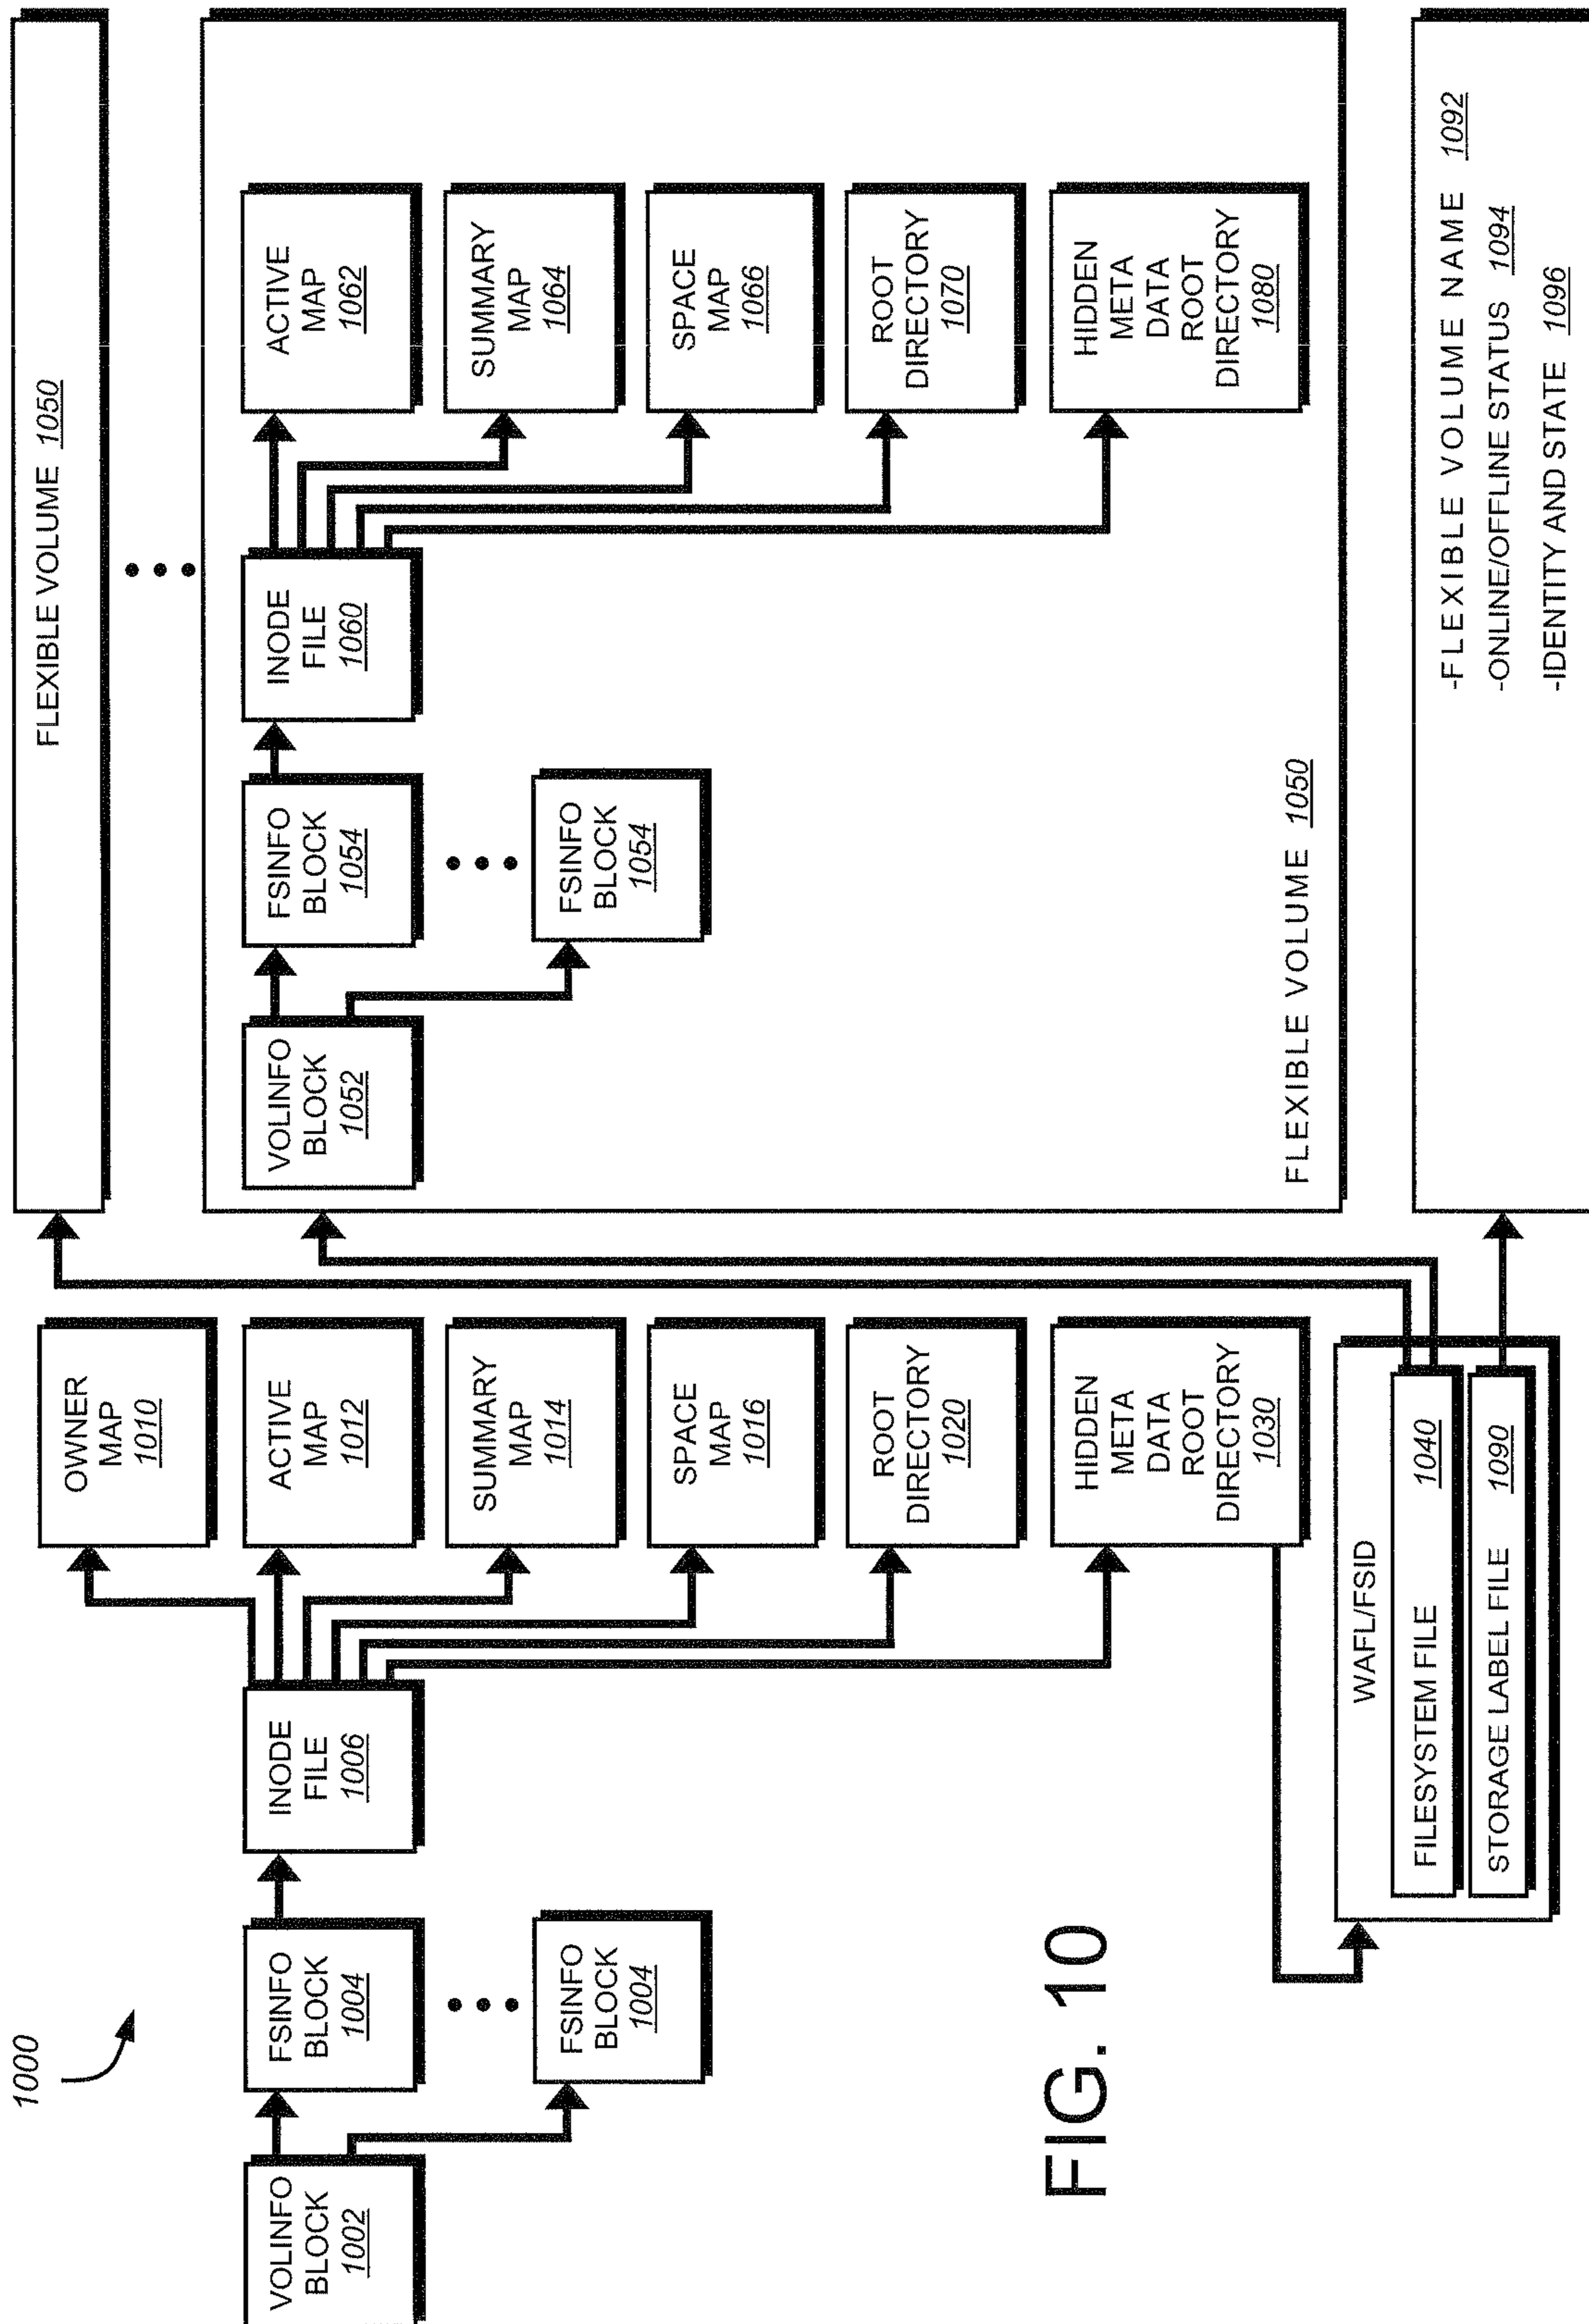 1000
VOLINFO
BLOCK
1002
FSINFO
BLOCK
1004
FSINFO
BLOCK
1004
INODE
FILE
1006
OWNER
MAP
1010
ACTIVE
MAP
1012
SUMMARY
MAP
1014
SPACE
MAP
1016
ROOT
DIRECTORY
1020
HIDDEN
META
DATA
ROOT
DIRECTORY
1030
WAFL/FSID
FILESYSTEM FILE 1040
STORAGE LABEL FILE 1090
FLEXIBLE VOLUME 1050
VOLINFO
BLOCK
1052
FSINFO
BLOCK
1054
FSINFO
BLOCK
1054
INODE
FILE
1060
ACTIVE
MAP
1062
SUMMARY
MAP
1064
SPACE
MAP
1066
ROOT
DIRECTORY
1070
HIDDEN
META
DATA
ROOT
DIRECTORY
1080
FLEXIBLE VOLUME 1050
-FLEXIBLE VOLUME NAME 1092
-ONLINE/OFFLINE STATUS 1094
-IDENTITY AND STATE 1096
FIG. 10